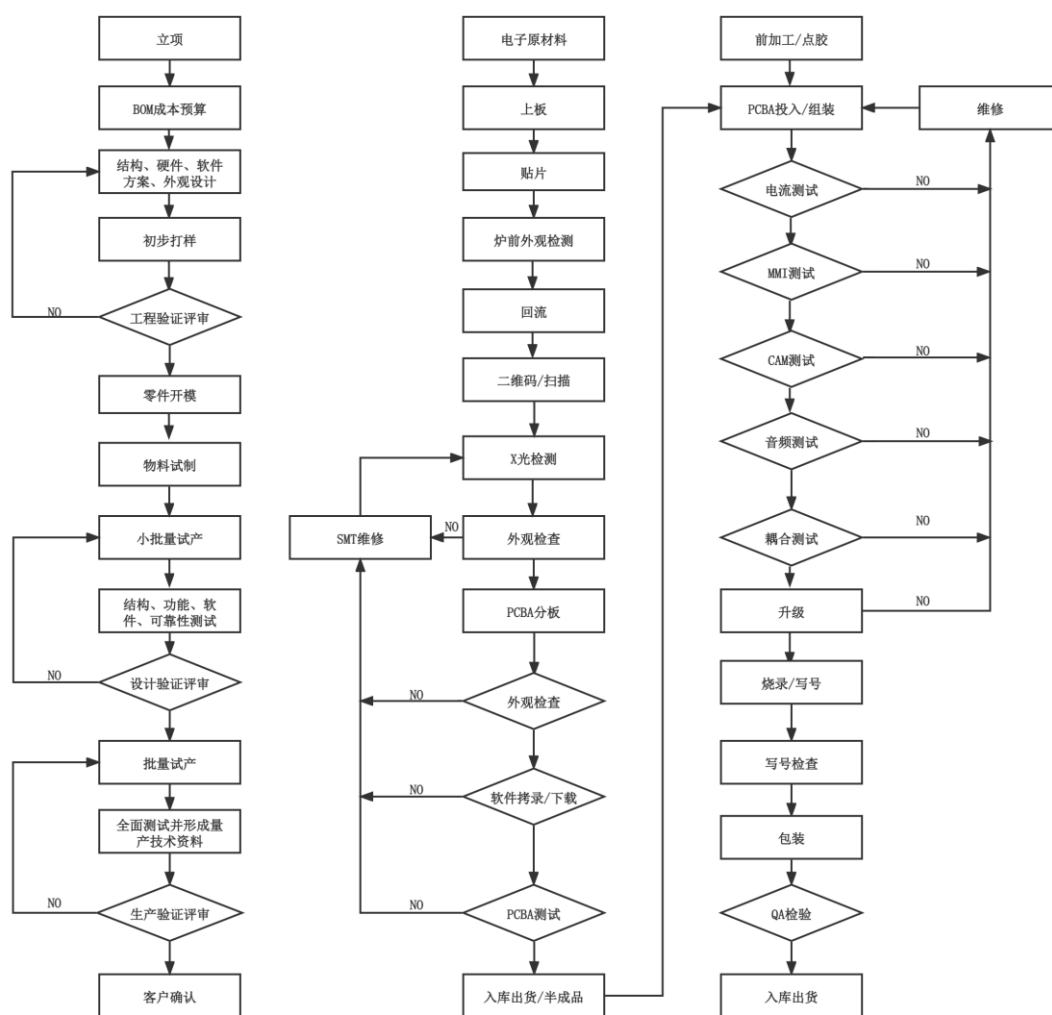 立项
BOM成本预算
结构、硬件、软件
方案、外观设计
初步打样
NO
工程验证评审
零件开模
物料试制
小批量试产
结构、功能、软
件、可靠性测试
NO
设计验证评审
批量试产
全面测试并形成量
产技术资料
NO
生产验证评审
客户确认
电子原材料
上板
贴片
炉前外观检测
回流
二维码/扫描
X光检测
SMT维修
NO
外观检查
PCBA分板
NO
外观检查
NO
软件拷录/下载
NO
PCBA测试
入库出货/半成品
前加工/点胶
PCBA投入/组装
维修
电流测试
NO
MMI测试
NO
CAM测试
NO
音频测试
NO
耦合测试
NO
升级
NO
烧录/写号
写号检查
包装
QA检验
入库出货